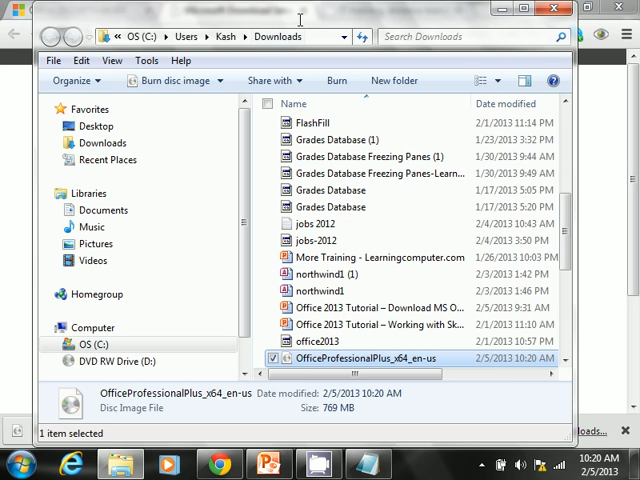 OS (C:) Users Kash Downloads
Search Downloads
File Edit View Tools Help
Organize Burn disc image Share with Burn New folder
Favorites
Desktop
Downloads
Recent Places
Libraries
Documents
Music
Pictures
Videos
Homegroup
Computer
OS (C:)
DVD RW Drive (D:)
Name Date modified
FlashFill 2/1/2013 11:14 PM
Grades Database (1) 1/23/2013 3:32 PM
Grades Database Freezing Panes (1) 1/30/2013 9:44 AM
Grades Database Freezing Panes-Learn... 1/30/2013 9:49 AM
Grades Database 1/17/2013 5:05 PM
Grades Database 1/17/2013 5:20 PM
jobs 2012 2/4/2013 10:43 AM
jobs-2012 2/4/2013 3:50 PM
More Training - Learningcomputer.com 1/26/2013 10:03 PM
northwind1 (1) 2/3/2013 1:42 PM
northwind1 2/3/2013 1:46 PM
Office 2013 Tutorial – Download MS O... 2/5/2013 9:31 AM
Office 2013 Tutorial – Working with Sk... 2/1/2013 11:10 AM
office2013 2/1/2013 10:57 PM
OfficeProfessionalPlus_x64_en-us 2/5/2013 10:20 AM
OfficeProfessionalPlus_x64_en-us Date modified: 2/5/2013 10:20 AM
Disc Image File Size: 769 MB
1 item selected
10:20 AM
2/5/2013